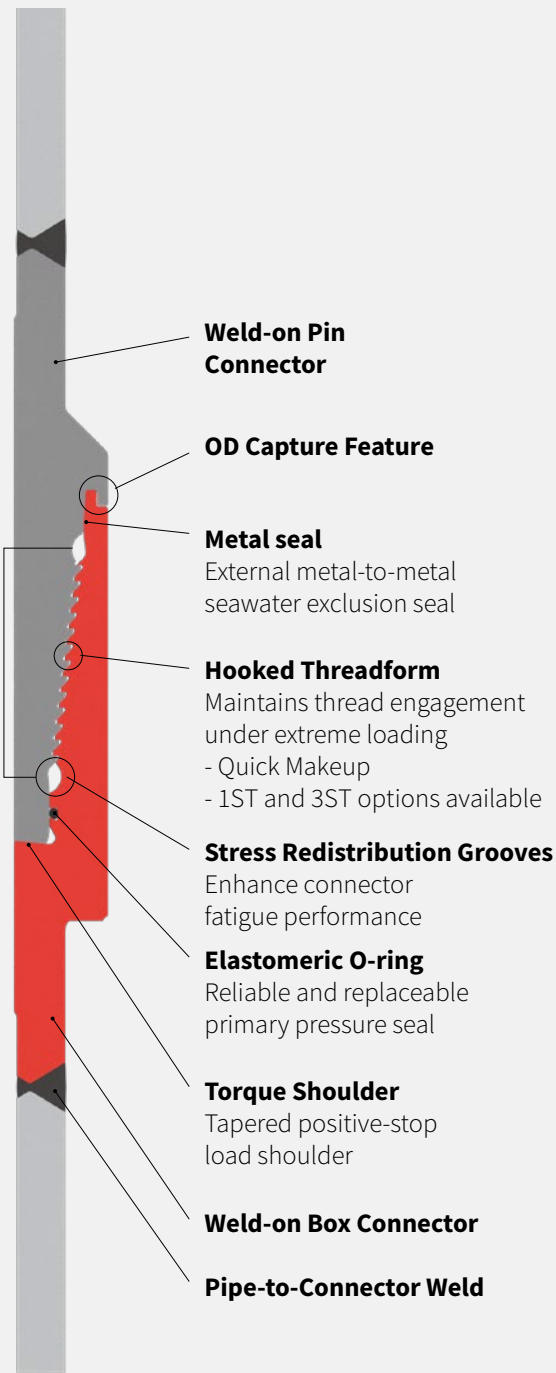 Weld-on Pin
Connector
OD Capture Feature
Metal seal
External metal-to-metal
seawater exclusion seal
Hooked Threadform
Maintains thread engagement
under extreme loading
- Quick Makeup
- 1ST and 3ST options available
Stress Redistribution Grooves
Enhance connector
fatigue performance
Elastomeric O-ring
Reliable and replaceable
primary pressure seal
Torque Shoulder
Tapered positive-stop
load shoulder
Weld-on Box Connector
Pipe-to-Connector Weld